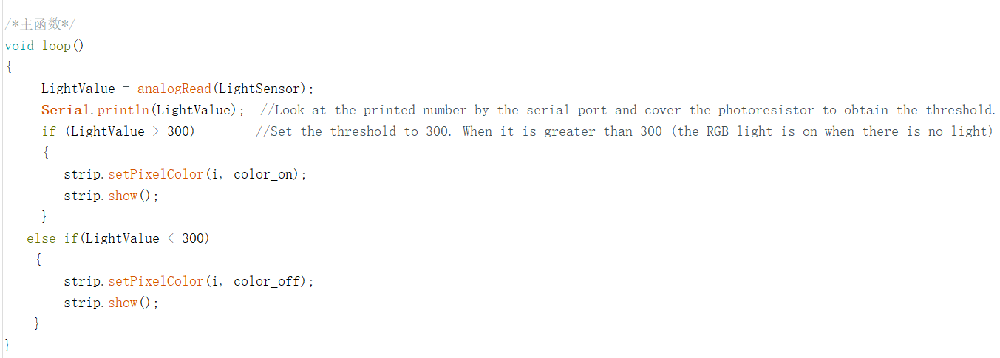 /*主函数*/
void loop()
{
LightValue = analogRead(LightSensor);
Serial.println(LightValue); //Look at the printed number by the serial port and cover the photoresistor to obtain the threshold.
if (LightValue > 300) //Set the threshold to 300. When it is greater than 300 (the RGB light is on when there is no light)
{
strip.setPixelColor(i, color_on);
strip.show();
}
else if(LightValue < 300)
{
strip.setPixelColor(i, color_off);
strip.show();
}
}